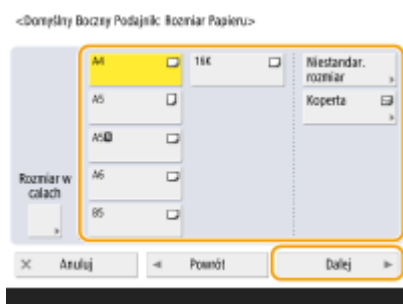 <Domyślny Boczny Podajnik: Rozmiar Papieru>
A4
16K
Niestandar.
rozmiar
A5
Koperta
A5R
A6
Rozmiar w
calach
B5
Anuluj
Powrót
Dalej